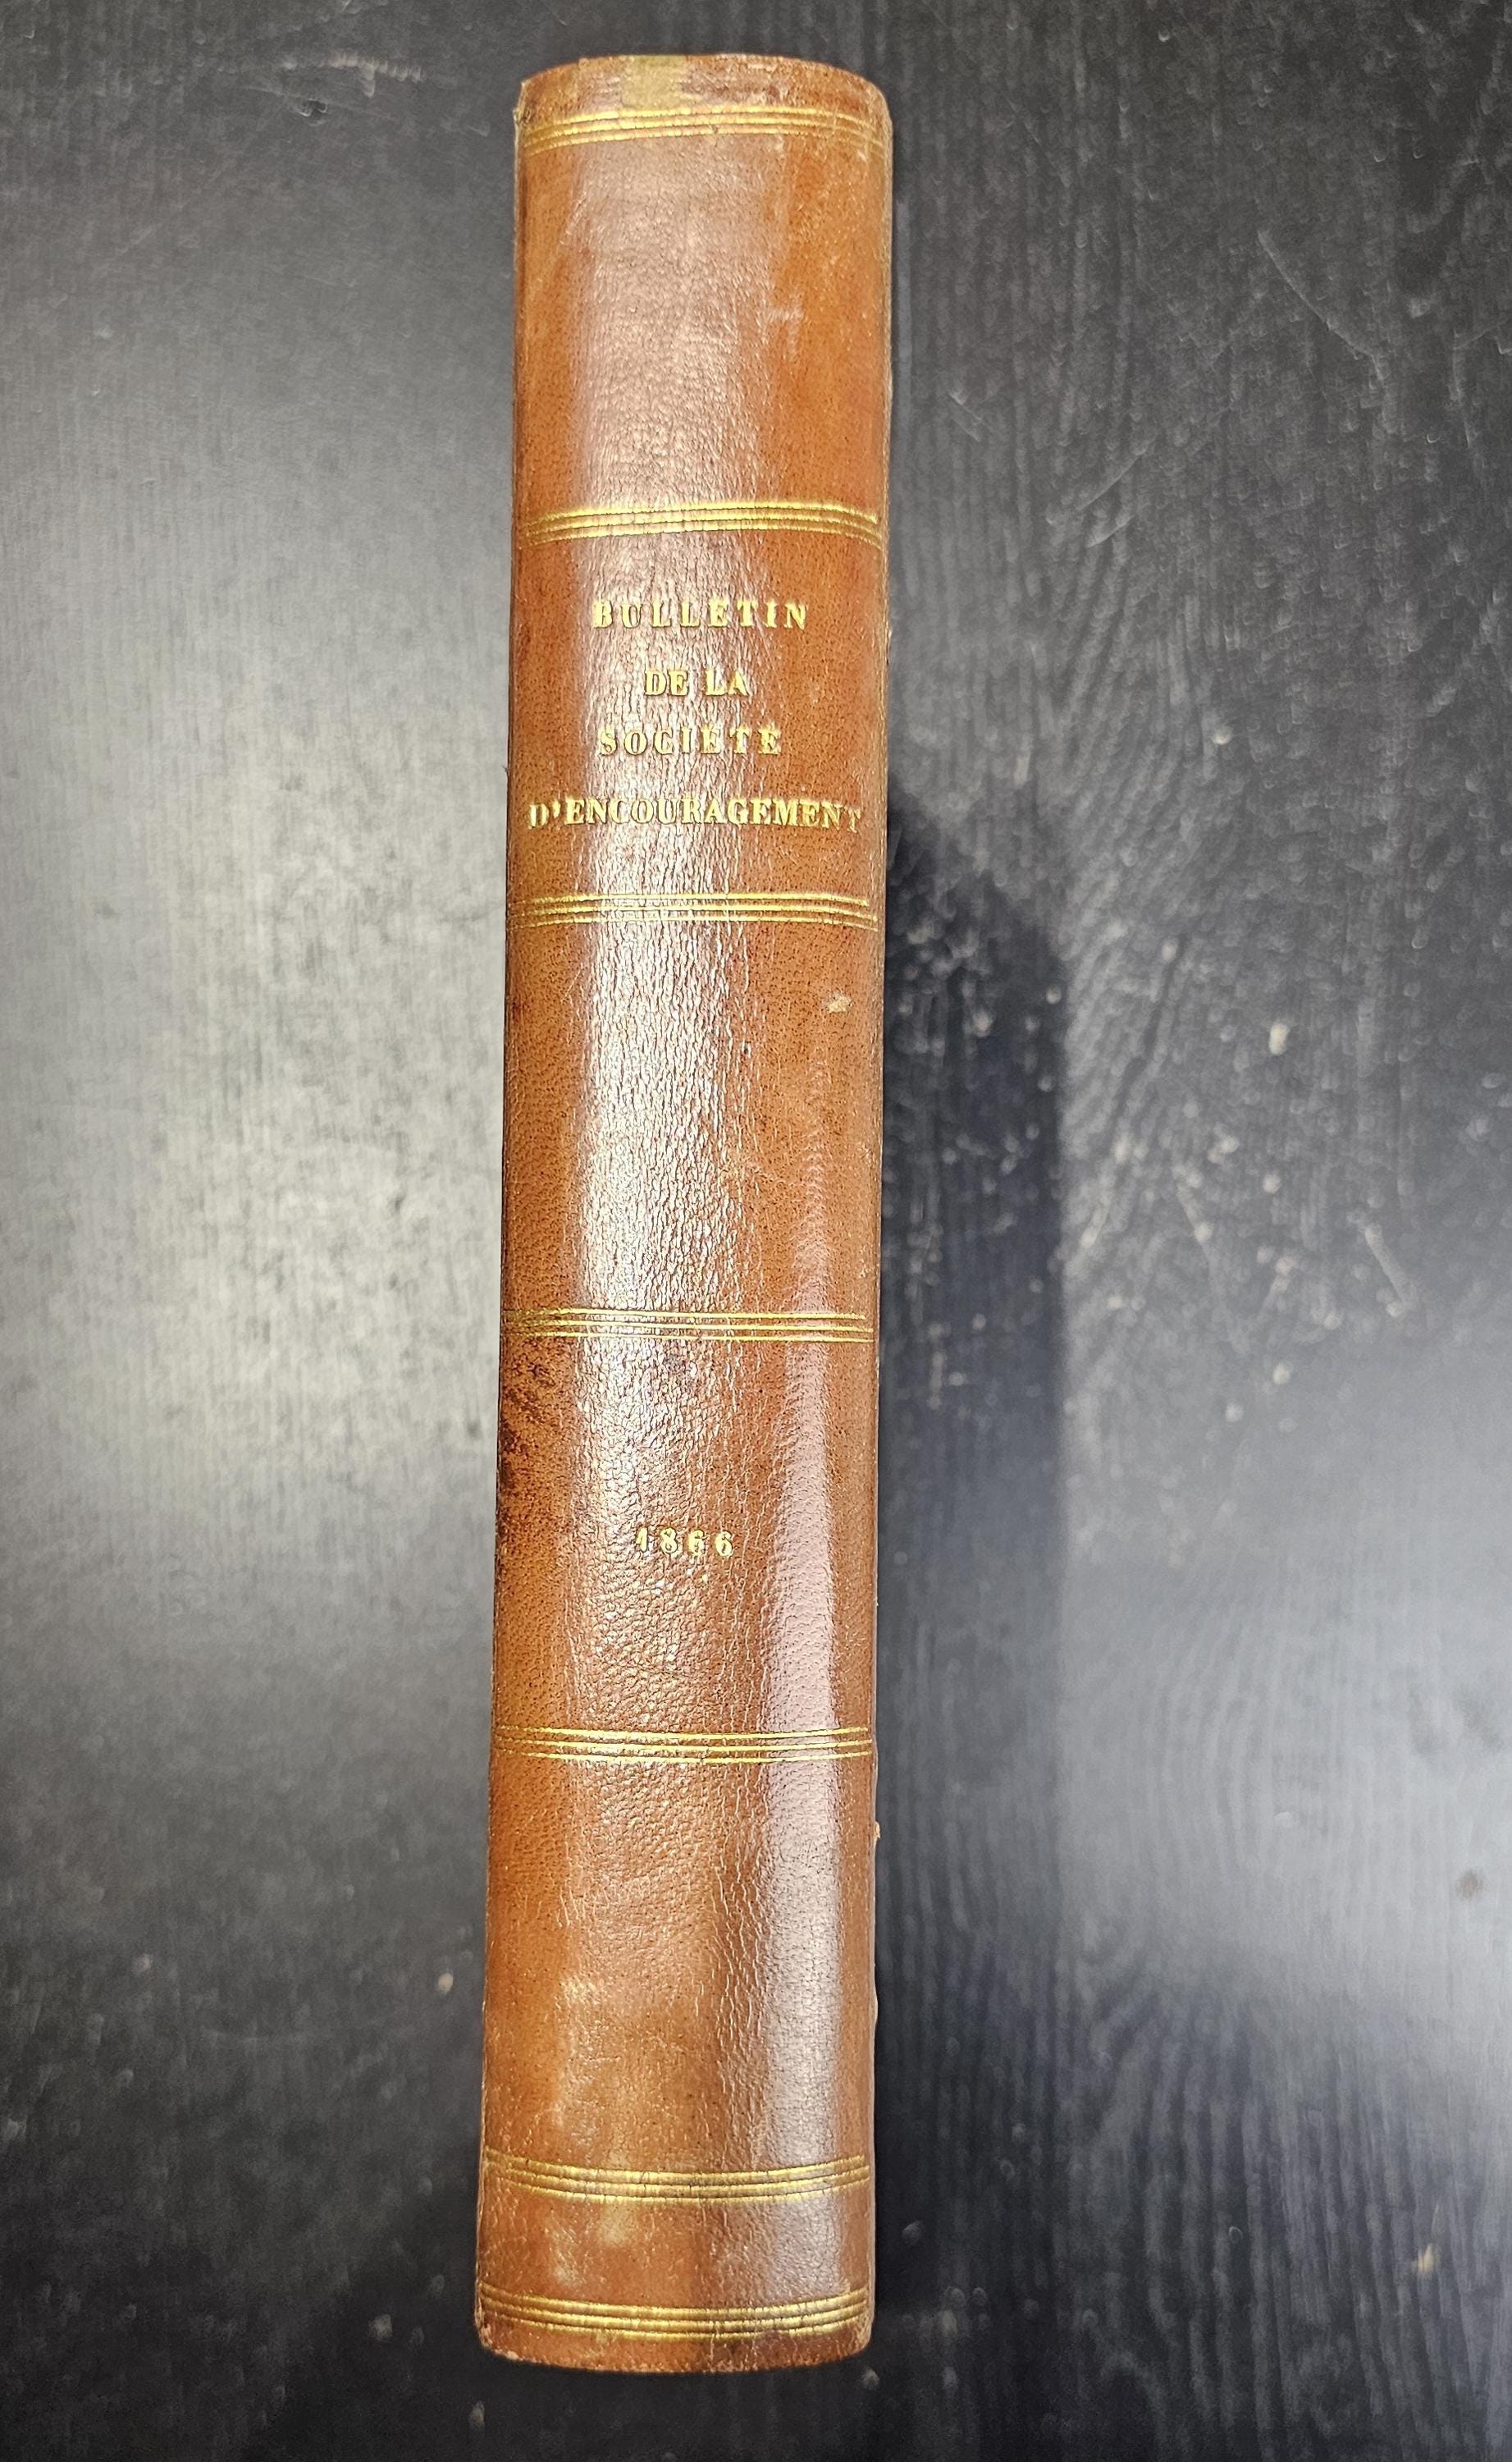 BULLETIN
DE LA
SOCIÉTÉ
D'ENCOURAGEMENT
1866